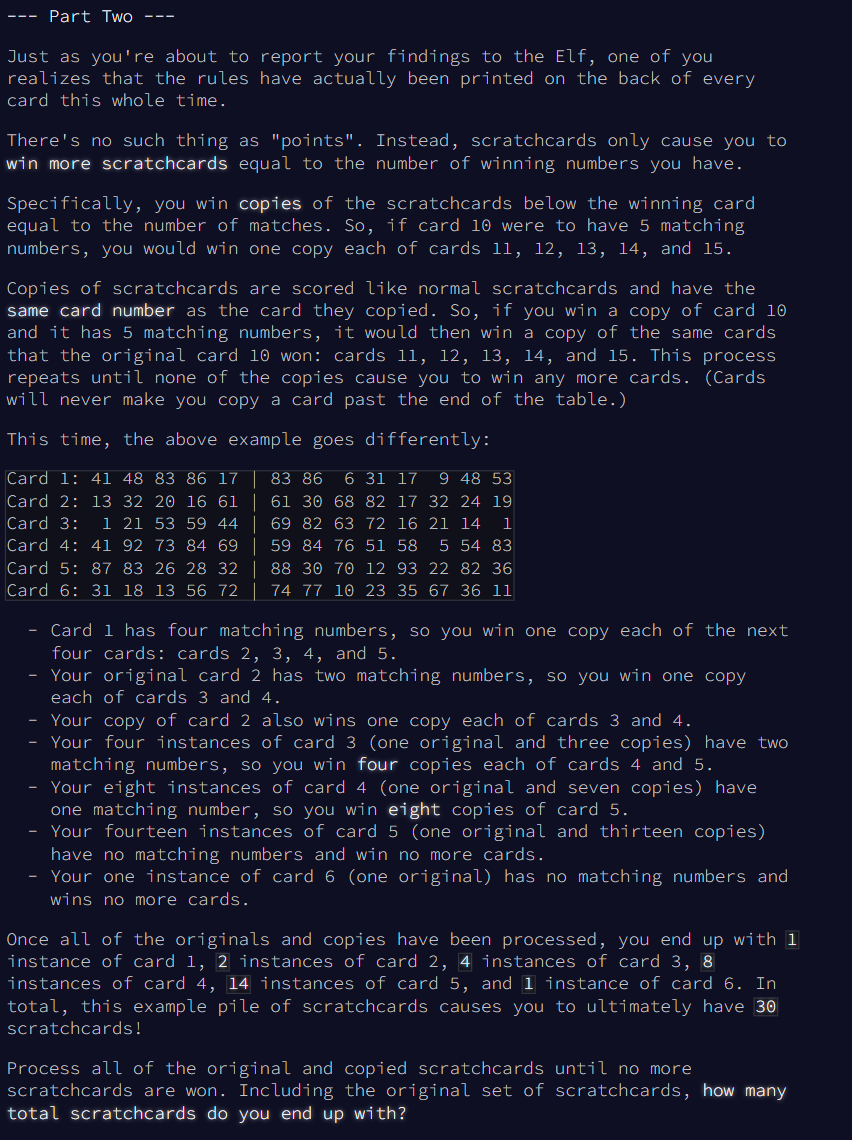 --- Part Two ---
Just as you're about to report your findings to the Elf, one of you
realizes that the rules have actually been printed on the back of every
card this whole time.
There's no such thing as "points". Instead, scratchcards only cause you to
win more scratchcards equal to the number of winning numbers you have.
Specifically, you win copies of the scratchcards below the winning card
equal to the number of matches. So, if card 10 were to have 5 matching
numbers, you would win one copy each of cards 11, 12, 13, 14, and 15.
Copies of scratchcards are scored like normal scratchcards and have the
same card number as the card they copied. So, if you win a copy of card 10
and it has 5 matching numbers, it would then win a copy of the same cards
that the original card 10 won: cards 11, 12, 13, 14, and 15. This process
repeats until none of the copies cause you to win any more cards. (Cards
will never make you copy a card past the end of the table.)
This time, the above example goes differently:
Card 1: 41 48 83 86 17 | 83 86  6 31 17  9 48 53
Card 2: 13 32 20 16 61 | 61 30 68 82 17 32 24 19
Card 3:  1 21 53 59 44 | 69 82 63 72 16 21 14  1
Card 4: 41 92 73 84 69 | 59 84 76 51 58  5 54 83
Card 5: 87 83 26 28 32 | 88 30 70 12 93 22 82 36
Card 6: 31 18 13 56 72 | 74 77 10 23 35 67 36 11
- Card 1 has four matching numbers, so you win one copy each of the next
four cards: cards 2, 3, 4, and 5.
- Your original card 2 has two matching numbers, so you win one copy
each of cards 3 and 4.
- Your copy of card 2 also wins one copy each of cards 3 and 4.
- Your four instances of card 3 (one original and three copies) have two
matching numbers, so you win four copies each of cards 4 and 5.
- Your eight instances of card 4 (one original and seven copies) have
one matching number, so you win eight copies of card 5.
- Your fourteen instances of card 5 (one original and thirteen copies)
have no matching numbers and win no more cards.
- Your one instance of card 6 (one original) has no matching numbers and
wins no more cards.
Once all of the originals and copies have been processed, you end up with 1
instance of card 1, 2 instances of card 2, 4 instances of card 3, 8
instances of card 4, 14 instances of card 5, and 1 instance of card 6. In
total, this example pile of scratchcards causes you to ultimately have 30
scratchcards!
Process all of the original and copied scratchcards until no more
scratchcards are won. Including the original set of scratchcards, how many
total scratchcards do you end up with?